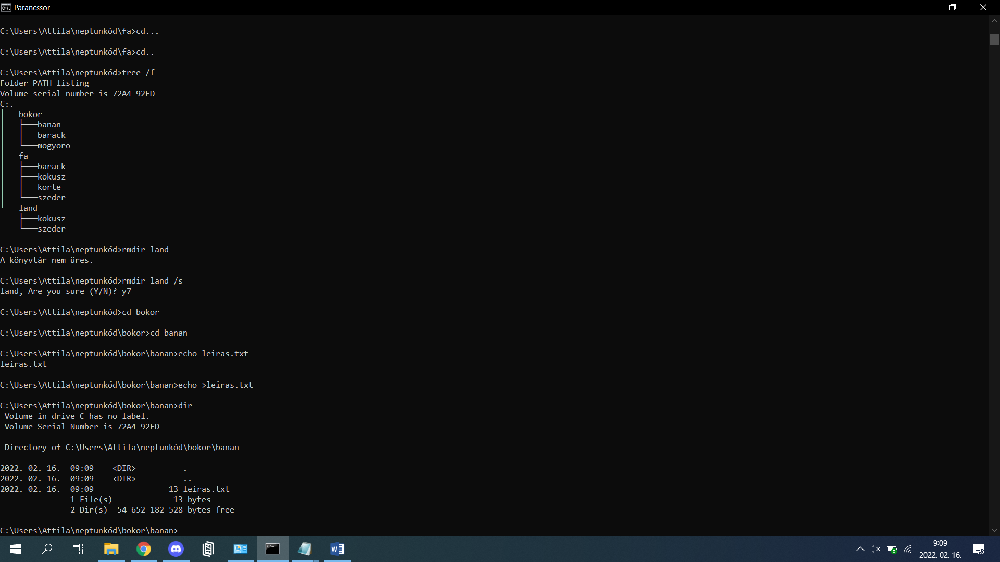 Parancssor
C:\Users\Attila\neptunkód\fa>cd...
C:\Users\Attila\neptunkód\fa>cd..
C:\Users\Attila\neptunkód>tree /f
Folder PATH listing
Volume serial number is 72A4-92ED
C:.
├───bokor
│   ├───banan
│   ├───barack
│   └───mogyoro
├───fa
│   ├───barack
│   ├───kokusz
│   ├───korte
│   └───szeder
└───land
    ├───kokusz
    └───szeder
C:\Users\Attila\neptunkód>rmdir land
A könyvtár nem üres.
C:\Users\Attila\neptunkód>rmdir land /s
land, Are you sure (Y/N)? y7
C:\Users\Attila\neptunkód>cd bokor
C:\Users\Attila\neptunkód\bokor>cd banan
C:\Users\Attila\neptunkód\bokor\banan>echo leiras.txt
leiras.txt
C:\Users\Attila\neptunkód\bokor\banan>echo >leiras.txt
C:\Users\Attila\neptunkód\bokor\banan>dir
 Volume in drive C has no label.
 Volume Serial Number is 72A4-92ED
 Directory of C:\Users\Attila\neptunkód\bokor\banan
2022. 02. 16.  09:09    <DIR>          .
2022. 02. 16.  09:09    <DIR>          ..
2022. 02. 16.  09:09                13 leiras.txt
               1 File(s)             13 bytes
               2 Dir(s)  54 652 182 528 bytes free
C:\Users\Attila\neptunkód\bokor\banan>
9:09
2022. 02. 16.